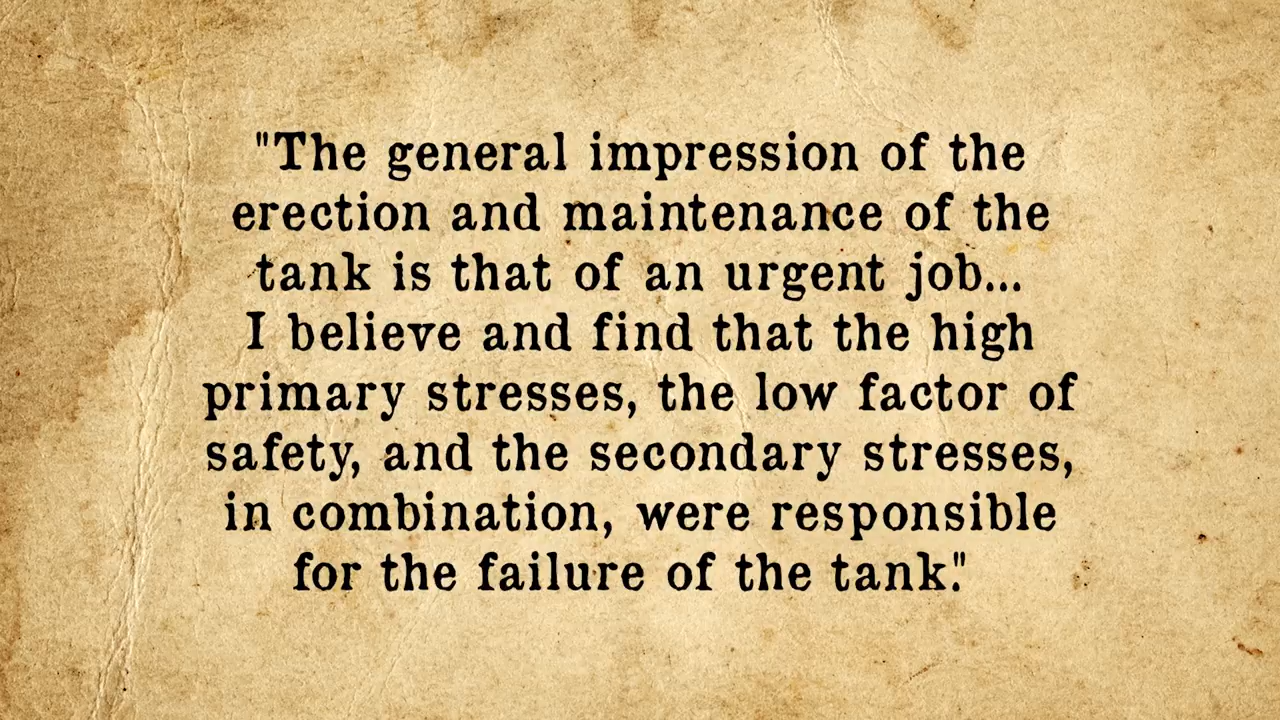 "The general impression of the
erection and maintenance of the
tank is that of an urgent job...
I believe and find that the high
primary stresses, the low factor of
safety, and the secondary stresses,
in combination, were responsible
for the failure of the tank."